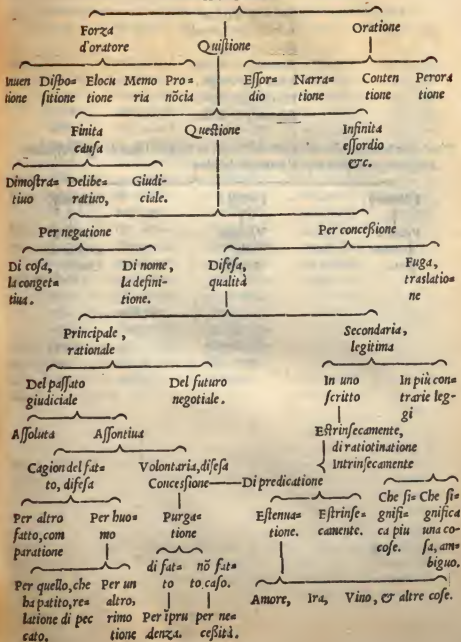 Forza Oratione
d'oratore Quistione
Inuen Disbo= Elocu Memo Pro= Essor= Narra= Conten Perora
tione sitione tione ria nõcia dio tione tione tione
Finita Questione Infinita
causa essordio
&c.
Dimostra= Delibe= Giudi-
tiuo ratiuo, ciale.
Per negatione Per conceßione
Di cosa, Di nome, Difesa, Fuga,
la conget= la defini- qualità traslatio=
tiua. tione. ne
Principale, Secondaria,
rationale legitima
Del passato Del futuro In uno In più con
giudiciale negotiale. scritto trarie leg-
gi
Assoluta Assontiua Estrinsecamente,
di ratiotinatione
Intrinsecamente
Cagion del fat= Volontaria, difesa
to, difesa Conceßione Di predicatione
Che si= Che si=
Per altro Per huo= Purga= Estenua= Estrinse= gnifi= gnifica
fatto, com mo tione tione. camente. ca piu una co=
paratione cose. sa, am=
biguo.
di fat= nõ fat=
to to, caso.
Per quello, che Per un
ha patito, re= altro, Amore, Ira, Vino, & altre cose.
latione di pec rimo Per ĩpru per ne=
cato. tione denza. ceßità.